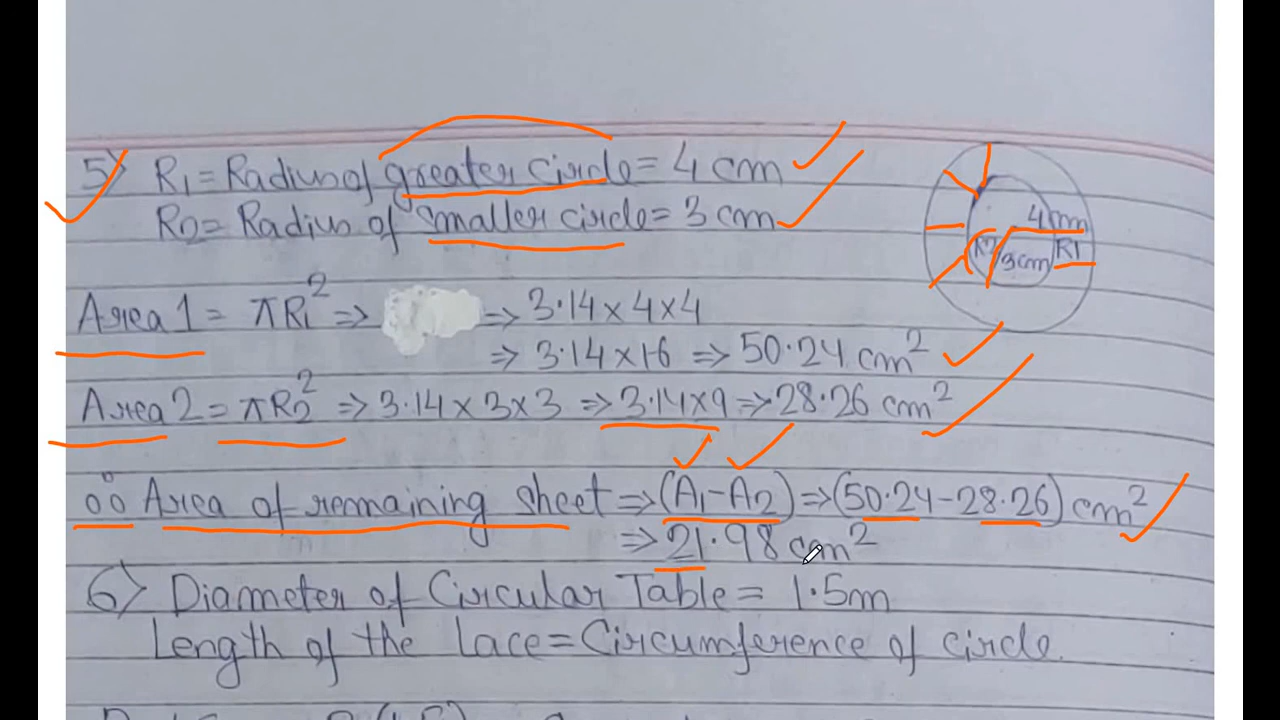 5) R1 = Radius of greater circle = 4 cm
R2 = Radius of smaller circle = 3 cm
4cm
R2 3cm R1
Area 1 = πR1² ⇒ ⇒ 3.14 × 4 × 4
⇒ 3.14 × 16 ⇒ 50.24 cm²
Area 2 = πR2² ⇒ 3.14 × 3 × 3 ⇒ 3.14 × 9 ⇒ 28.26 cm²
∴ Area of remaining sheet ⇒ (A1 - A2) ⇒ (50.24 - 28.26) cm²
⇒ 21.98 cm²
6) Diameter of Circular Table = 1.5m
Length of the Lace = Circumference of circle.